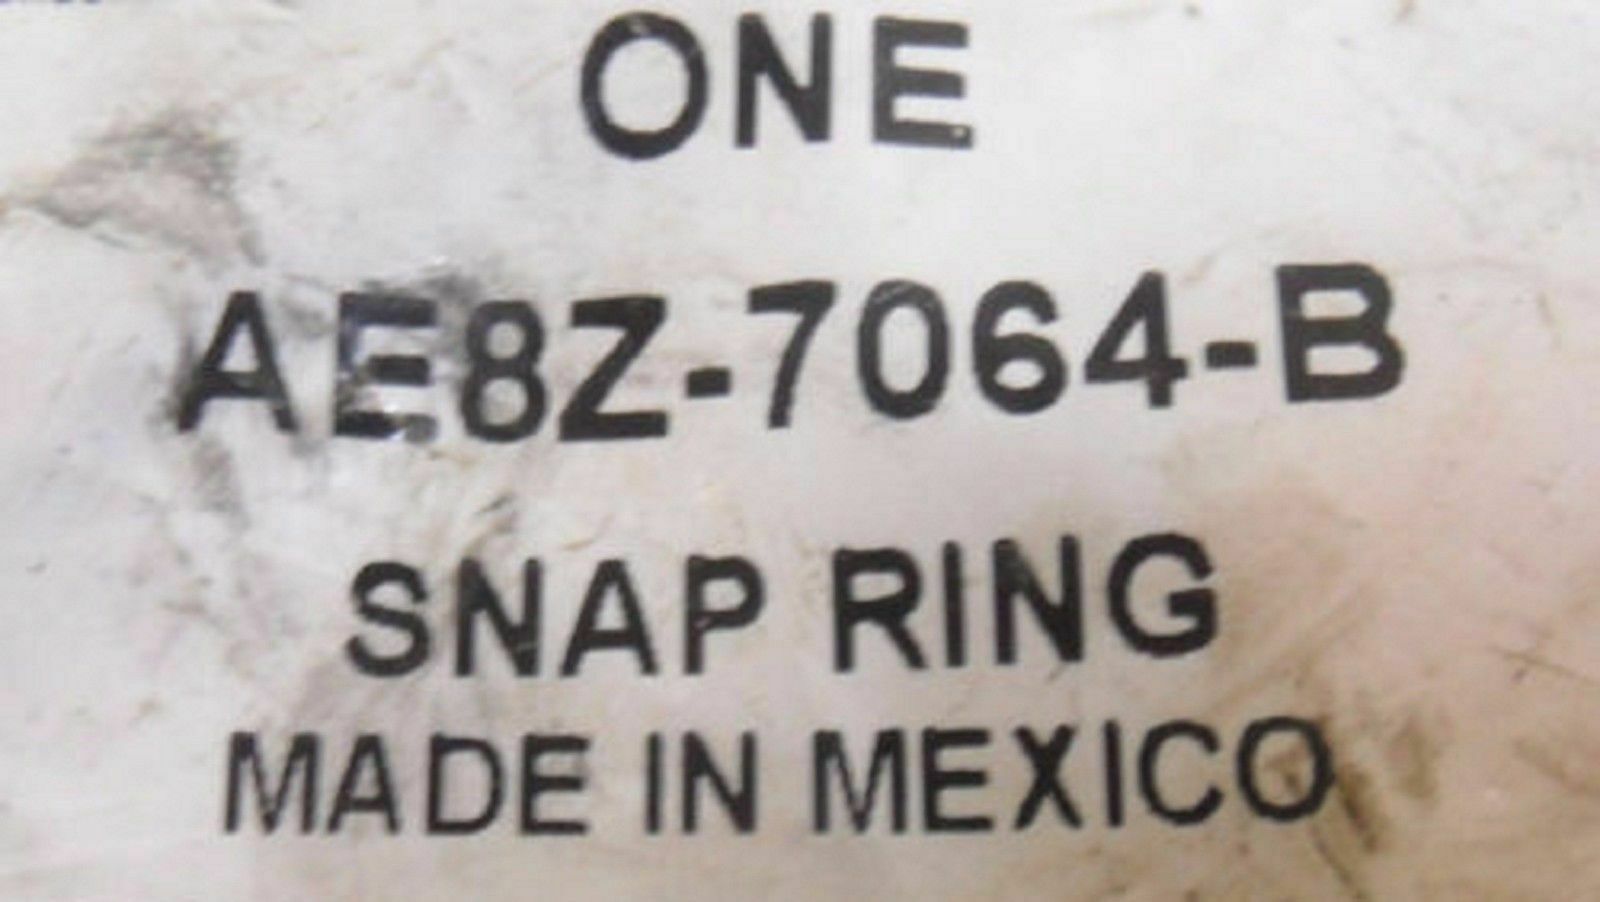 ONE
AE8Z-7064-B
SNAP RING
MADE IN MEXICO